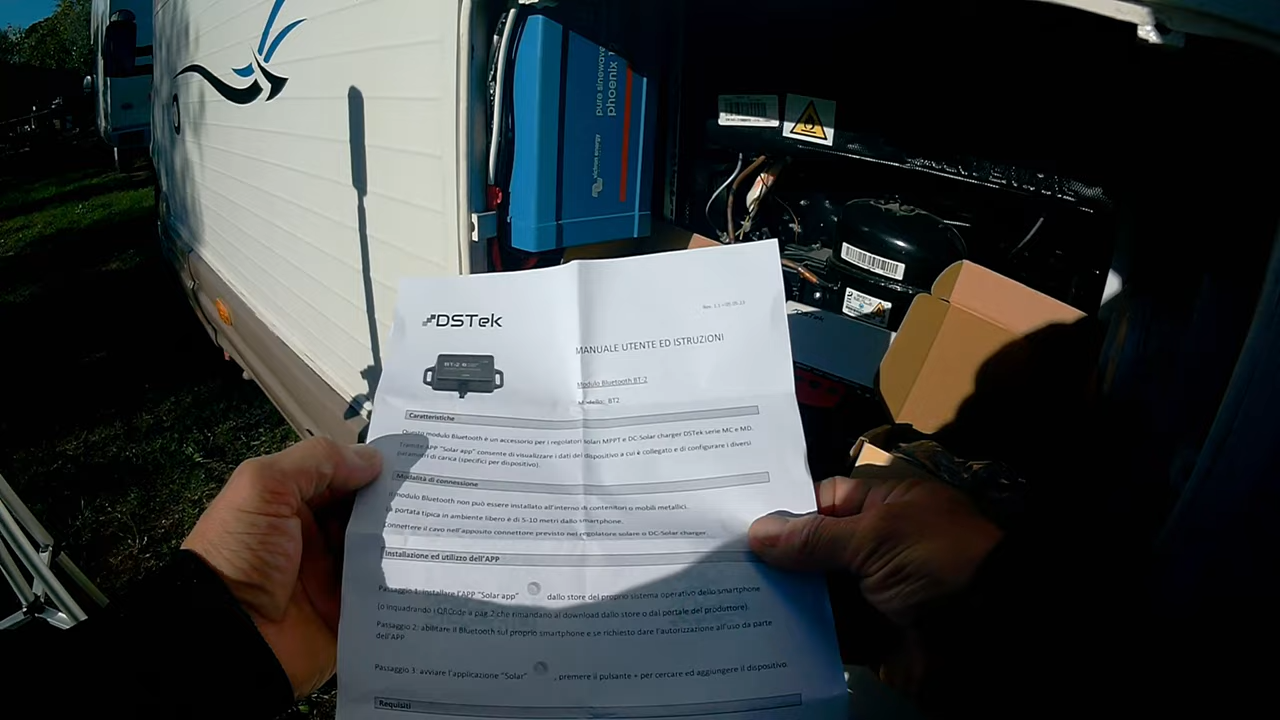 pure sinewave
phoenix
victron energy
DSTek
DSTek
Rev. 1.1
MANUALE UTENTE ED ISTRUZIONI
BT-2
Modulo Bluetooth BT-2
Modello: BT2
Caratteristiche
Questo modulo Bluetooth è un accessorio per i regolatori solari MPPT e DC-Solar charger DSTek serie MC e MD.
Tramite APP "Solar app" consente di visualizzare i dati del dispositivo a cui è collegato e di configurare i diversi
parametri di carica (specifici per dispositivo).
Modalità di connessione
Il modulo Bluetooth non può essere installato all'interno di contenitori o mobili metallici.
La portata tipica in ambiente libero è di 5-10 metri dallo smartphone.
Connettere il cavo nell'apposito connettore previsto nel regolatore solare o DC-Solar charger
Installazione ed utilizzo dell'APP
Passaggio 1: installare l'APP "Solar app" dallo store del proprio sistema operativo dello smartphone
(o inquadrando i QRCode a pag.2 che rimandano al download dallo store o dal portale del produttore)
Passaggio 2: abilitare il Bluetooth sul proprio smartphone e se richiesto dare l'autorizzazione all'uso da parte
dell'APP
Passaggio 3: avviare l'applicazione "Solar" , premere il pulsante + per cercare ed aggiungere il dispositivo.
Requisiti